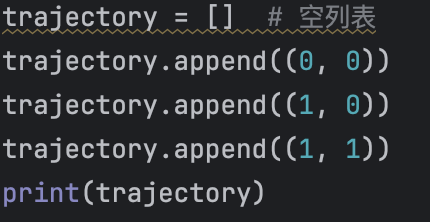 trajectory = []  # 空列表
trajectory.append((0, 0))
trajectory.append((1, 0))
trajectory.append((1, 1))
print(trajectory)